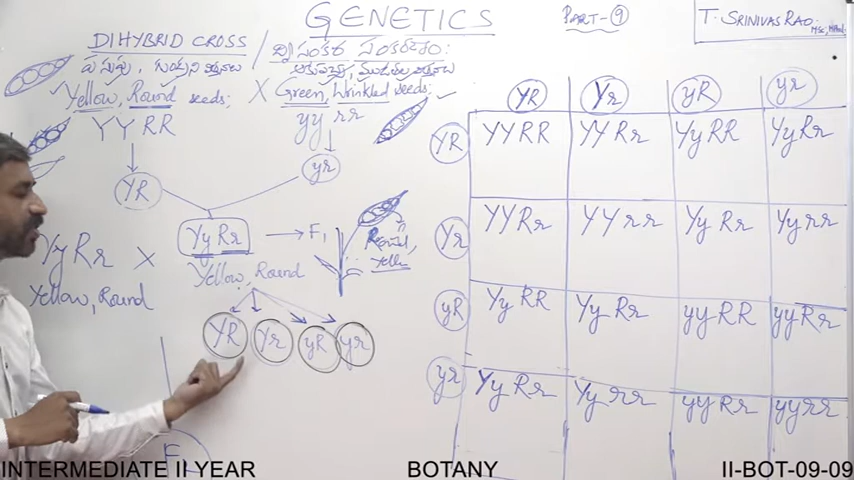 GENETICS
PART-9
T. SRINIVAS RAO.
MSc,
DIHYBRID CROSS / ద్వి సంకర సంకరణం:
Yellow, Round seeds; X Green, Wrinkled seeds;
YYRR yyrr
YR yr
YyRr → F1
Round, Yellow
YyRr X Yellow, Round
Yellow, Round
YR Yr yR yr
YR Yr yR yr
YR YYRR YYRr YyRR YyRr
Yr YYRr YYrr YyRr Yyrr
yR YyRR YyRr yyRR yyRr
yr YyRr Yyrr yyRr yyrr
F
INTERMEDIATE II YEAR BOTANY II-BOT-09-09